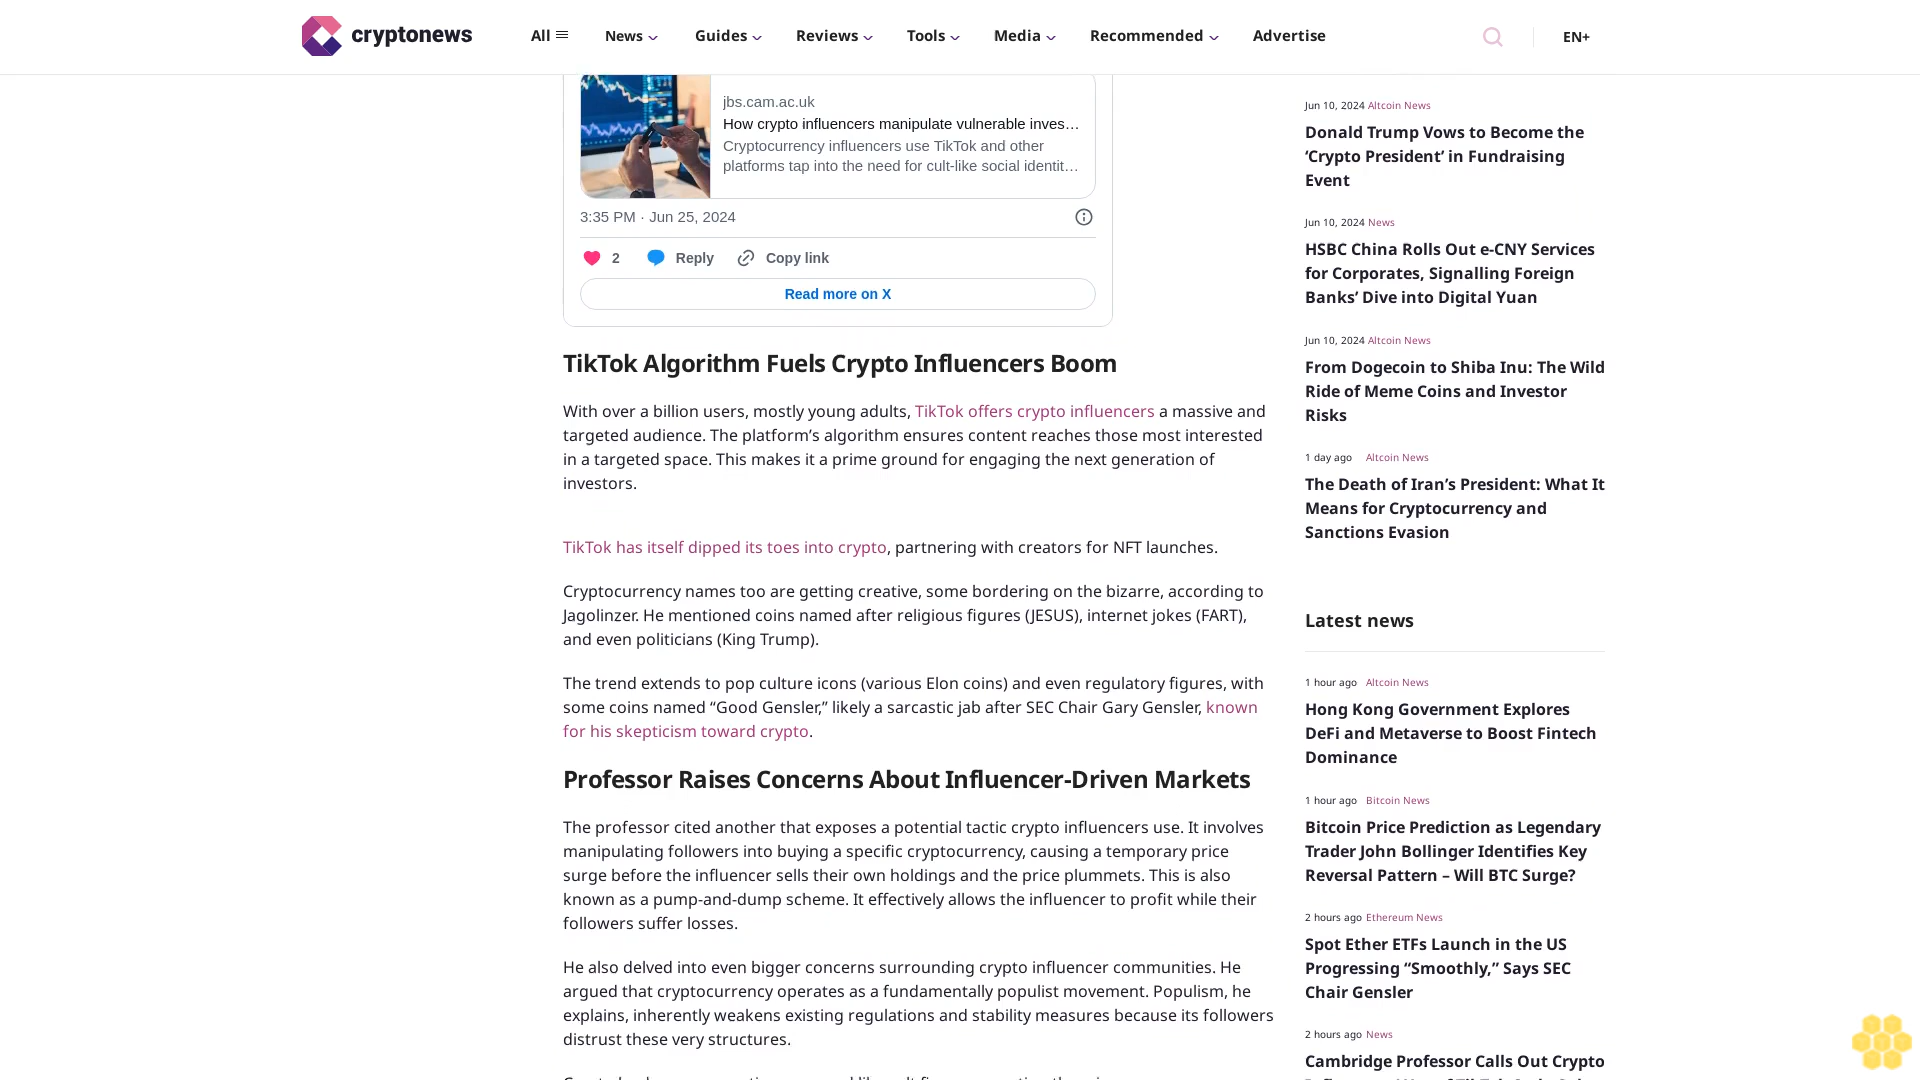 cryptonews
All
News
Guides
Reviews
Tools
Media
Recommended
Advertise
EN+
jbs.cam.ac.uk
How crypto influencers manipulate vulnerable inves…
Cryptocurrency influencers use TikTok and other
platforms tap into the need for cult-like social identit…
3:35 PM · Jun 25, 2024
2
Reply
Copy link
Read more on X
TikTok Algorithm Fuels Crypto Influencers Boom
With over a billion users, mostly young adults, TikTok offers crypto influencers a massive and
targeted audience. The platform’s algorithm ensures content reaches those most interested
in a targeted space. This makes it a prime ground for engaging the next generation of
investors.
TikTok has itself dipped its toes into crypto, partnering with creators for NFT launches.
Cryptocurrency names too are getting creative, some bordering on the bizarre, according to
Jagolinzer. He mentioned coins named after religious figures (JESUS), internet jokes (FART),
and even politicians (King Trump).
The trend extends to pop culture icons (various Elon coins) and even regulatory figures, with
some coins named “Good Gensler,” likely a sarcastic jab after SEC Chair Gary Gensler, known
for his skepticism toward crypto.
Professor Raises Concerns About Influencer-Driven Markets
The professor cited another that exposes a potential tactic crypto influencers use. It involves
manipulating followers into buying a specific cryptocurrency, causing a temporary price
surge before the influencer sells their own holdings and the price plummets. This is also
known as a pump-and-dump scheme. It effectively allows the influencer to profit while their
followers suffer losses.
He also delved into even bigger concerns surrounding crypto influencer communities. He
argued that cryptocurrency operates as a fundamentally populist movement. Populism, he
explains, inherently weakens existing regulations and stability measures because its followers
distrust these very structures.
Jun 10, 2024 Altcoin News
Donald Trump Vows to Become the
‘Crypto President’ in Fundraising
Event
Jun 10, 2024 News
HSBC China Rolls Out e-CNY Services
for Corporates, Signalling Foreign
Banks’ Dive into Digital Yuan
Jun 10, 2024 Altcoin News
From Dogecoin to Shiba Inu: The Wild
Ride of Meme Coins and Investor
Risks
1 day ago Altcoin News
The Death of Iran’s President: What It
Means for Cryptocurrency and
Sanctions Evasion
Latest news
1 hour ago Altcoin News
Hong Kong Government Explores
DeFi and Metaverse to Boost Fintech
Dominance
1 hour ago Bitcoin News
Bitcoin Price Prediction as Legendary
Trader John Bollinger Identifies Key
Reversal Pattern – Will BTC Surge?
2 hours ago Ethereum News
Spot Ether ETFs Launch in the US
Progressing “Smoothly,” Says SEC
Chair Gensler
2 hours ago News
Cambridge Professor Calls Out Crypto